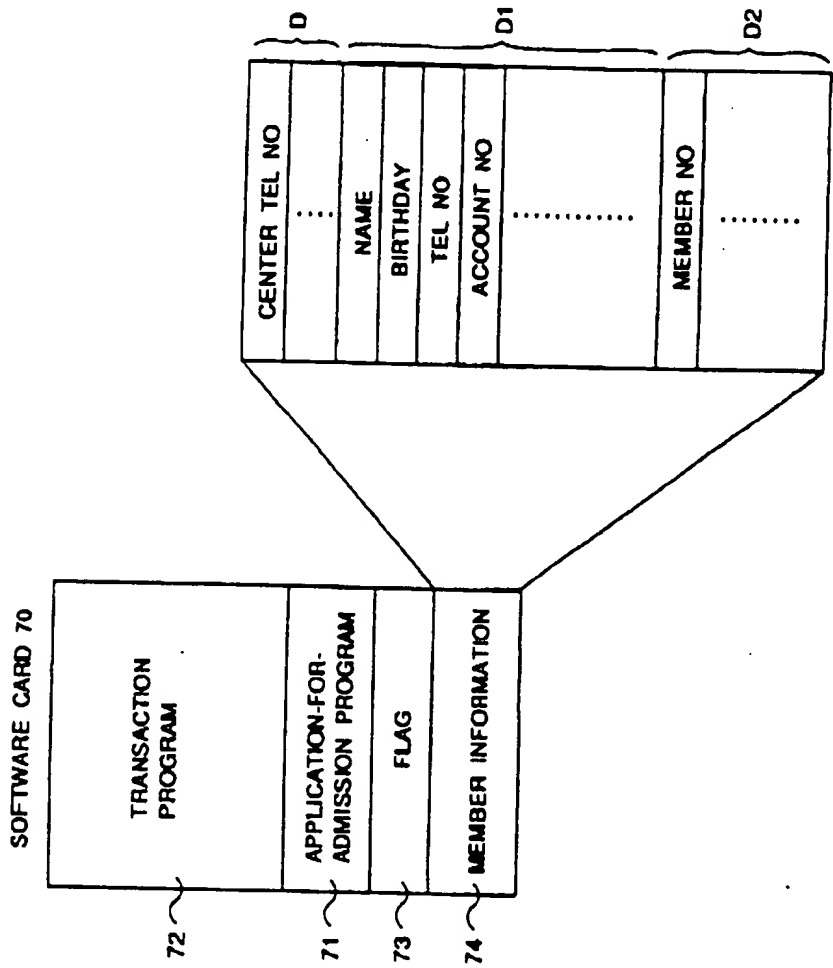 SOFTWARE CARD 70
72
TRANSACTION
PROGRAM
71
APPLICATION-FOR-
ADMISSION PROGRAM
73
FLAG
74
MEMBER INFORMATION
CENTER TEL NO
.....
D
NAME
BIRTHDAY
TEL NO
ACCOUNT NO
.............
D1
MEMBER NO
........
D2